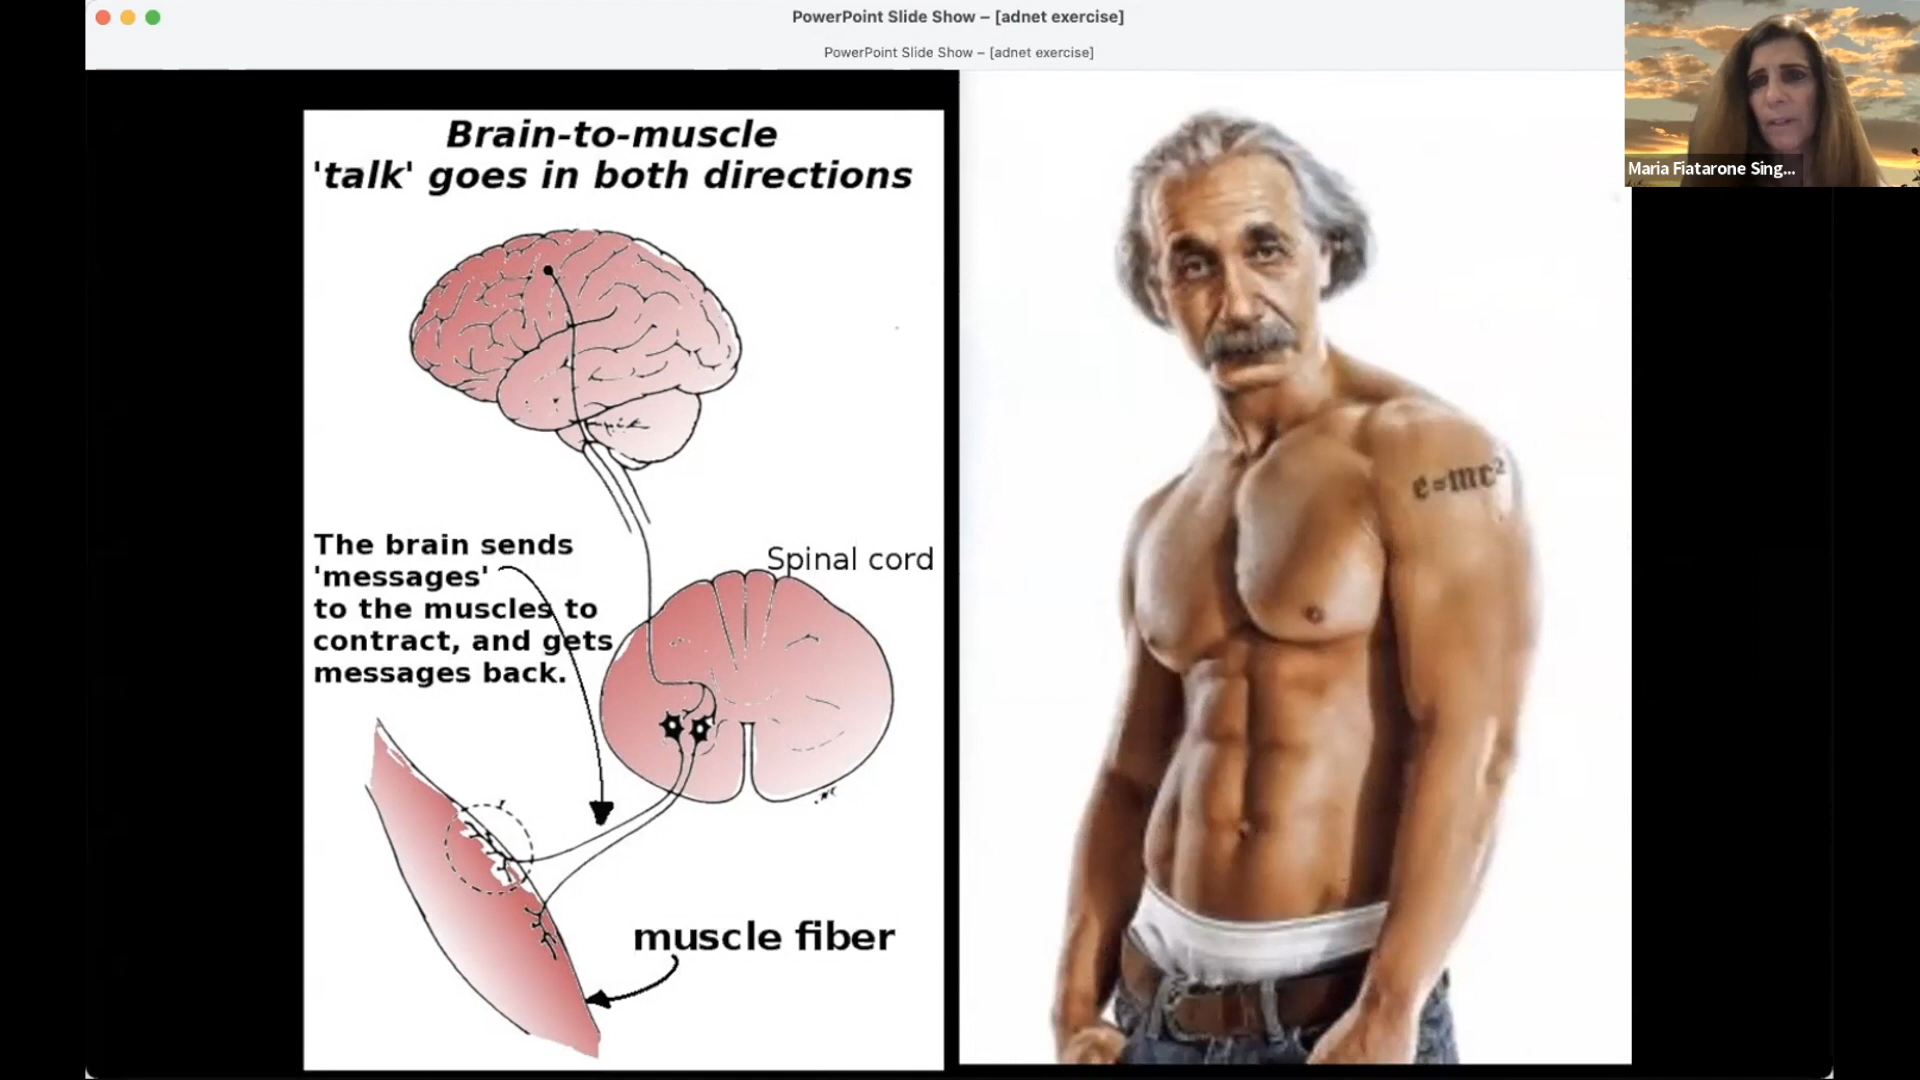 PowerPoint Slide Show – [adnet exercise]
PowerPoint Slide Show – [adnet exercise]
Maria Fiatarone Sing...
Brain-to-muscle
'talk' goes in both directions
The brain sends
'messages'
to the muscles to
contract, and gets
messages back.
Spinal cord
muscle fiber
e=mc²